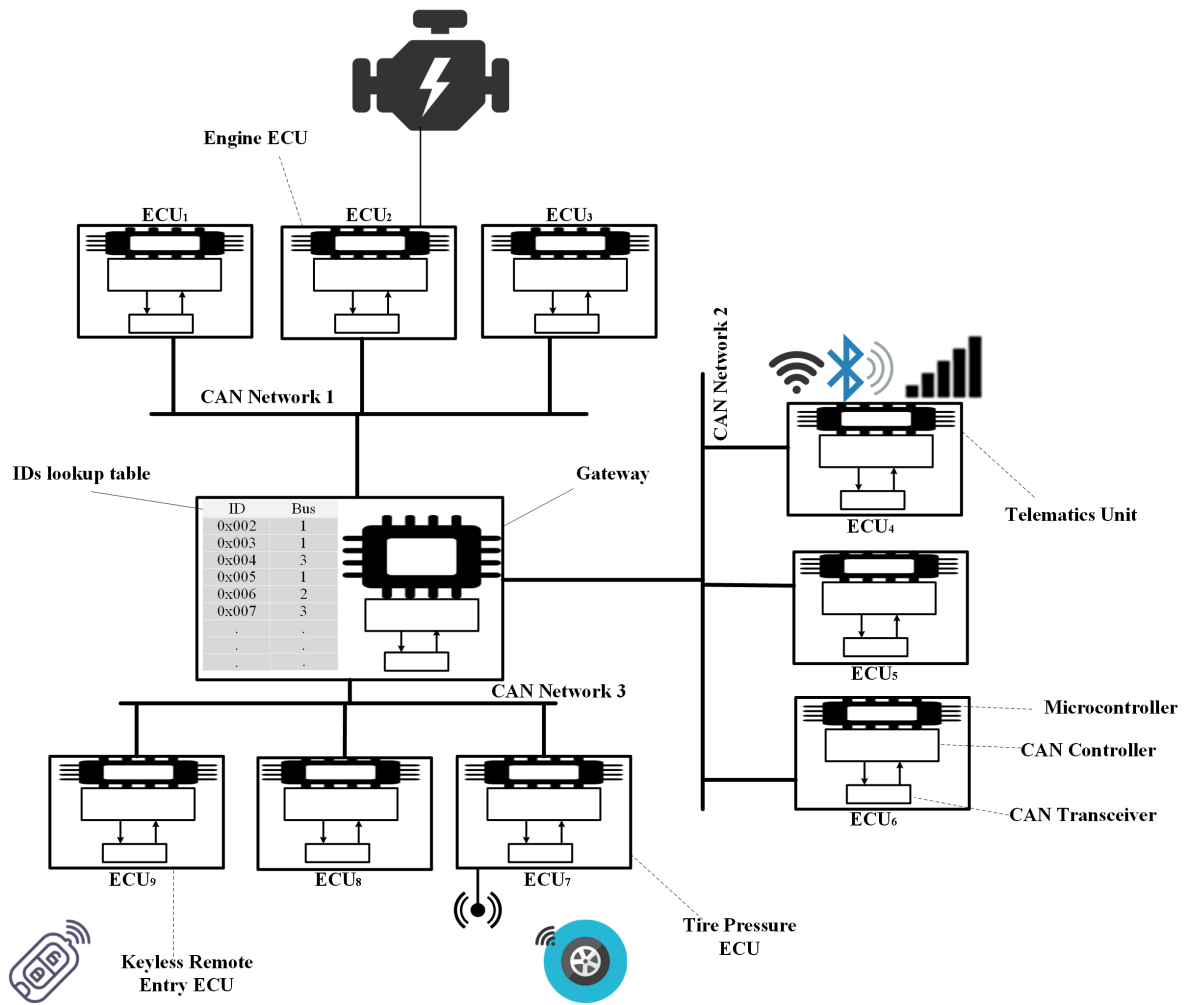 Engine ECU
ECU₁
ECU₂
ECU₃
CAN Network 1
CAN Network 2
IDs lookup table
Gateway
ID Bus
0x002 1
0x003 1
0x004 3
0x005 1
0x006 2
0x007 3
. .
. .
. .
ECU₄
Telematics Unit
ECU₅
CAN Network 3
Microcontroller
CAN Controller
CAN Transceiver
ECU₆
ECU₉
ECU₈
ECU₇
Tire Pressure
ECU
Keyless Remote
Entry ECU